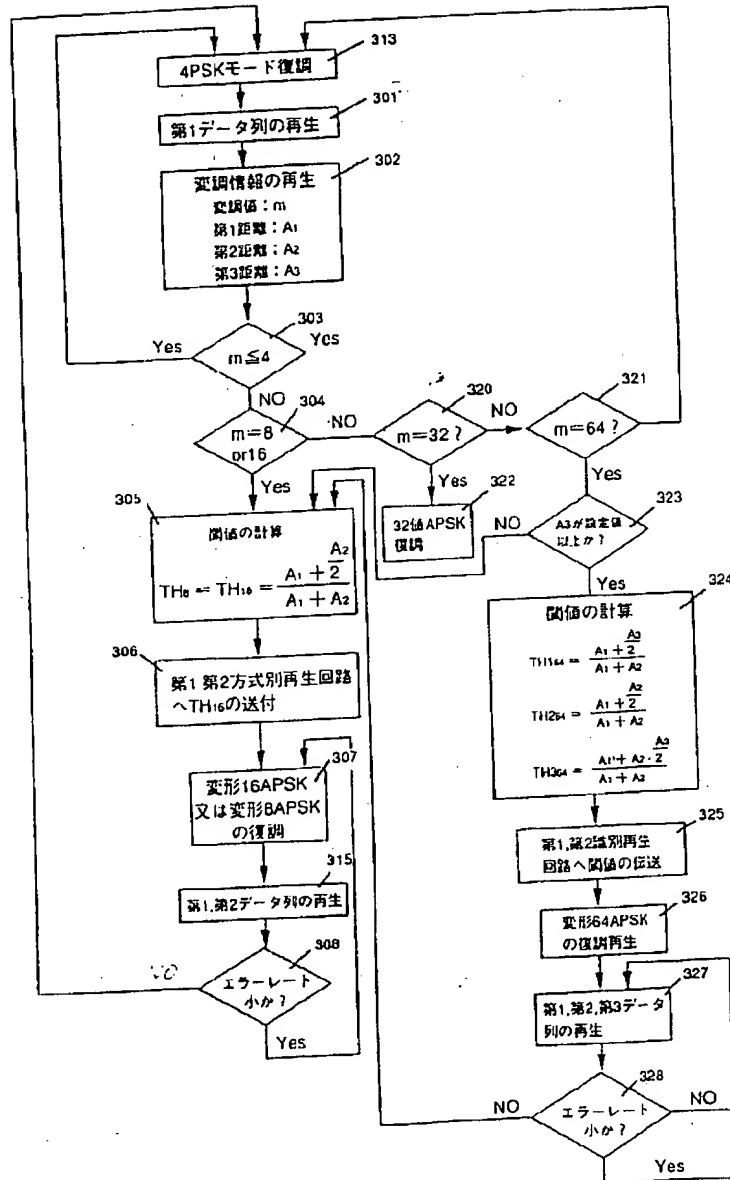 313
4PSKモード復調
301
第1データ列の再生
302
変調情報の再生
変調値：m
第1距離：A1
第2距離：A2
第3距離：A3
303
Yes
Yes
m≦4
NO
304
NO
m=8
or16
Yes
320
NO
m=32 ?
Yes
322
32値APSK
復調
321
m=64 ?
Yes
323
NO
A3が設定値
以上か?
Yes
305
閾値の計算
TH8 = TH16 = (A1 + A2/2) / (A1 + A2)
306
第1 第2方式別再生回路
へTH16の送付
307
変形16APSK
又は変形8APSK
の復調
315
第1,第2データ列の再生
308
エラーレート
小か?
Yes
324
閾値の計算
TH164 = (A1 + A3/2) / (A1 + A2)
TH264 = (A1 + A2/2) / (A1 + A2)
TH364 = (A1 + A2 · A3/2) / (A1 + A2)
325
第1,第2識別再生
回路へ閾値の伝送
326
変形64APSK
の復調再生
327
第1,第2,第3データ
列の再生
328
NO
NO
エラーレート
小か?
Yes